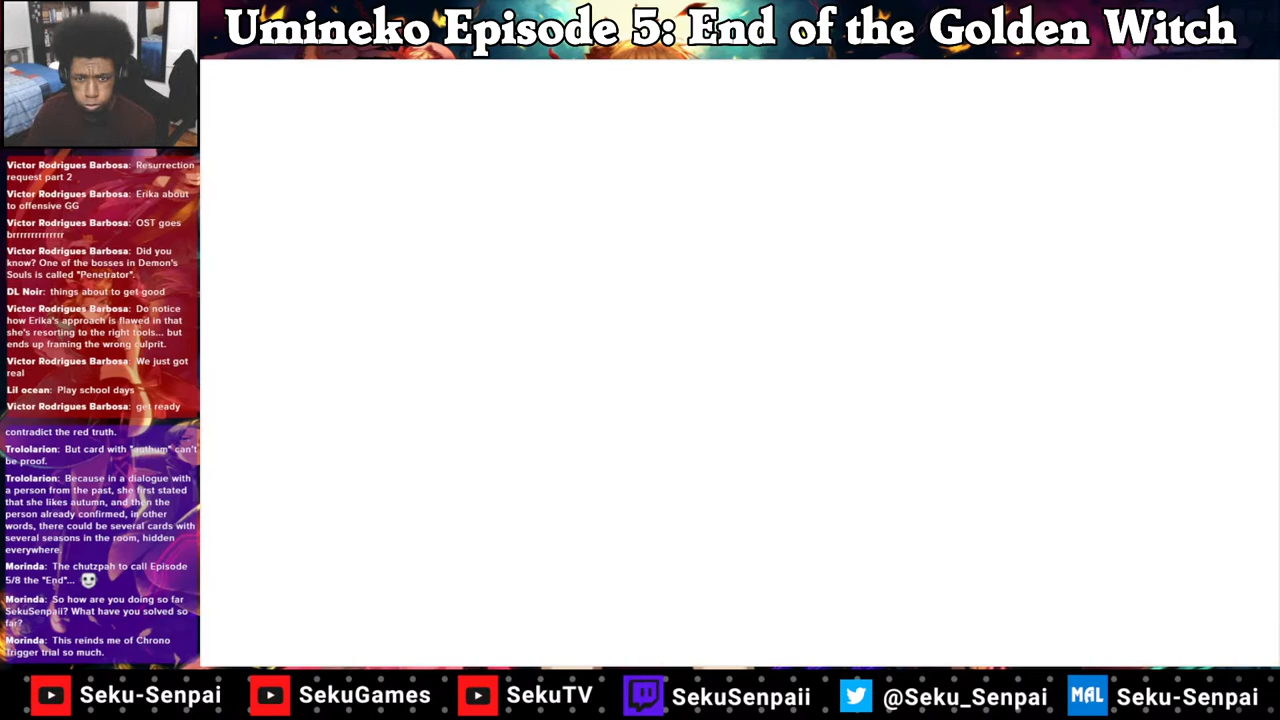 Umineko Episode 5: End of the Golden Witch
Victor Rodrigues Barbosa: Resurrection
request part 2
Victor Rodrigues Barbosa: Erika about
to offensive GG
Victor Rodrigues Barbosa: OST goes
brrrrrrrrrrrrr
Victor Rodrigues Barbosa: Did you
know? One of the bosses in Demon's
Souls is called "Penetrator".
DL Noir: things about to get good
Victor Rodrigues Barbosa: Do notice
how Erika's approach is flawed in that
she's resorting to the right tools... but
ends up framing the wrong culprit.
Victor Rodrigues Barbosa: We just got
real
Lil ocean: Play school days
Victor Rodrigues Barbosa: get ready
contradict the red truth.
Trololarion: But card with "authum" can't
be proof.
Trololarion: Because in a dialogue with
a person from the past, she first stated
that she likes autumn, and then the
person already confirmed, in other
words, there could be several cards with
several seasons in the room, hidden
everywhere.
Morinda: The chutzpah to call Episode
5/8 the "End"...
Morinda: So how are you doing so far
SekuSenpaii? What have you solved so
far?
Morinda: This reinds me of Chrono
Trigger trial so much.
Seku-Senpai SekuGames SekuTV SekuSenpaii @Seku_Senpai MAL Seku-Senpai